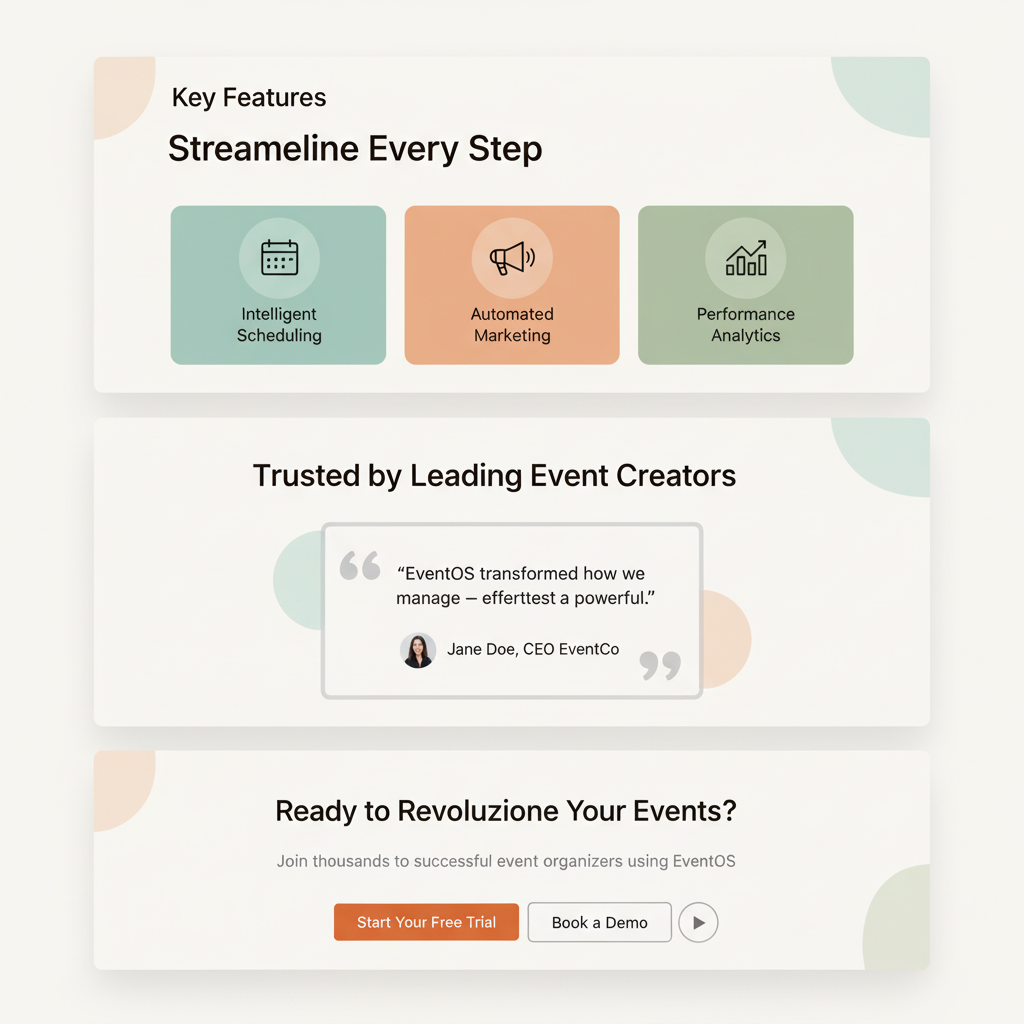 Key Features
Streameline Every Step
Intelligent
Scheduling
Automated
Marketing
Performance
Analytics
Trusted by Leading Event Creators
“EventOS transformed how we
manage – efferttest a powerful.”
Jane Doe, CEO EventCo
Ready to Revoluzione Your Events?
Join thousands to successful event organizers using EventOS
Start Your Free Trial
Book a Demo